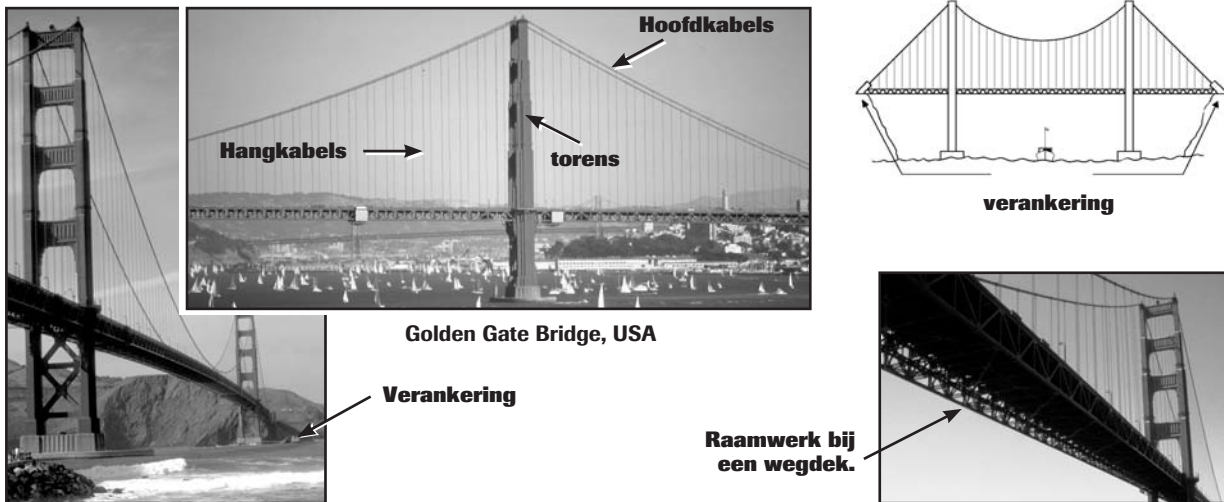 Hoofdkabels
Hangkabels
torens
verankering
Golden Gate Bridge, USA
Verankering
Raamwerk bij
een wegdek.